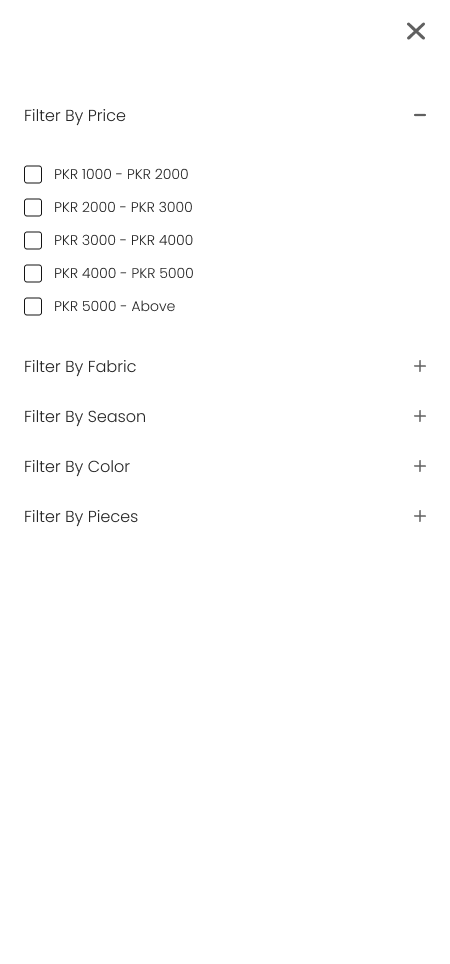 Filter By Price
PKR 1000 - PKR 2000
PKR 2000 - PKR 3000
PKR 3000 - PKR 4000
PKR 4000 - PKR 5000
PKR 5000 - Above
Filter By Fabric
Filter By Season
Filter By Color
Filter By Pieces